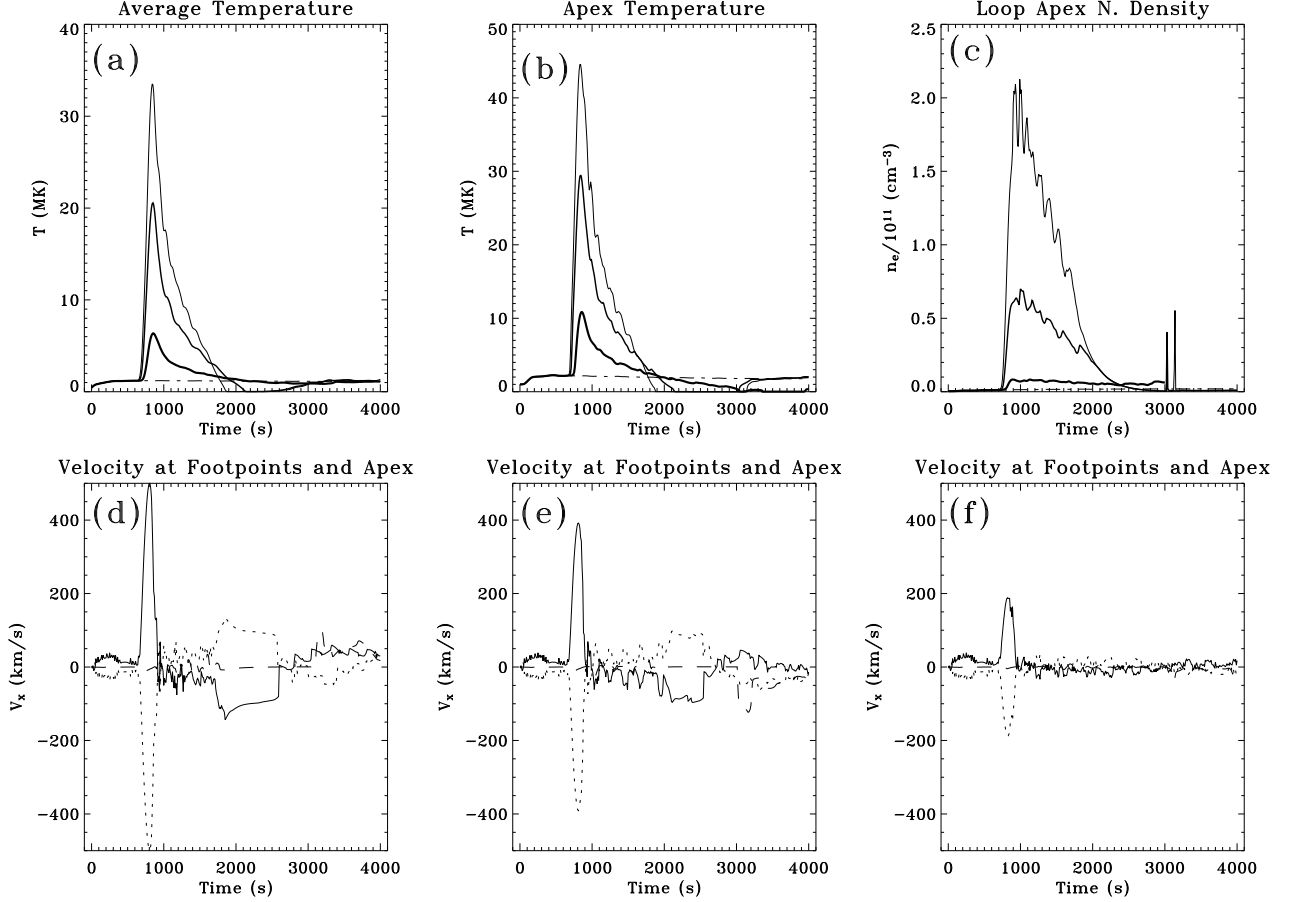 Average Temperature
(a)
T (MK)
40
30
20
10
0
0 1000 2000 3000 4000
Time (s)
Apex Temperature
(b)
T (MK)
50
40
30
20
10
0
0 1000 2000 3000 4000
Time (s)
Loop Apex N. Density
(c)
nₑ/10¹¹ (cm⁻³)
2.5
2.0
1.5
1.0
0.5
0.0
0 1000 2000 3000 4000
Time (s)
Velocity at Footpoints and Apex
(d)
Vₓ (km/s)
400
200
0
−200
−400
0 1000 2000 3000 4000
Time (s)
Velocity at Footpoints and Apex
(e)
Vₓ (km/s)
400
200
0
−200
−400
0 1000 2000 3000 4000
Time (s)
Velocity at Footpoints and Apex
(f)
Vₓ (km/s)
400
200
0
−200
−400
0 1000 2000 3000 4000
Time (s)